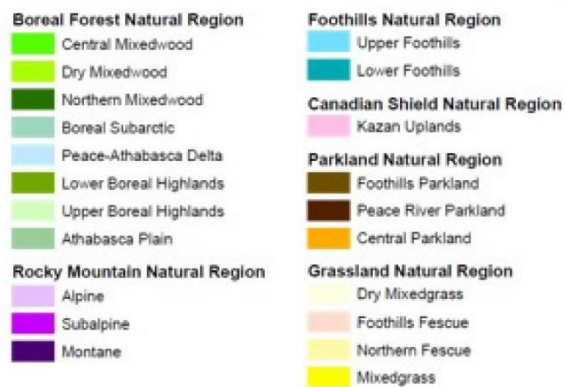 Boreal Forest Natural Region
Central Mixedwood
Dry Mixedwood
Northern Mixedwood
Boreal Subarctic
Peace-Athabasca Delta
Lower Boreal Highlands
Upper Boreal Highlands
Athabasca Plain
Rocky Mountain Natural Region
Alpine
Subalpine
Montane
Foothills Natural Region
Upper Foothills
Lower Foothills
Canadian Shield Natural Region
Kazan Uplands
Parkland Natural Region
Foothills Parkland
Peace River Parkland
Central Parkland
Grassland Natural Region
Dry Mixedgrass
Foothills Fescue
Northern Fescue
Mixedgrass